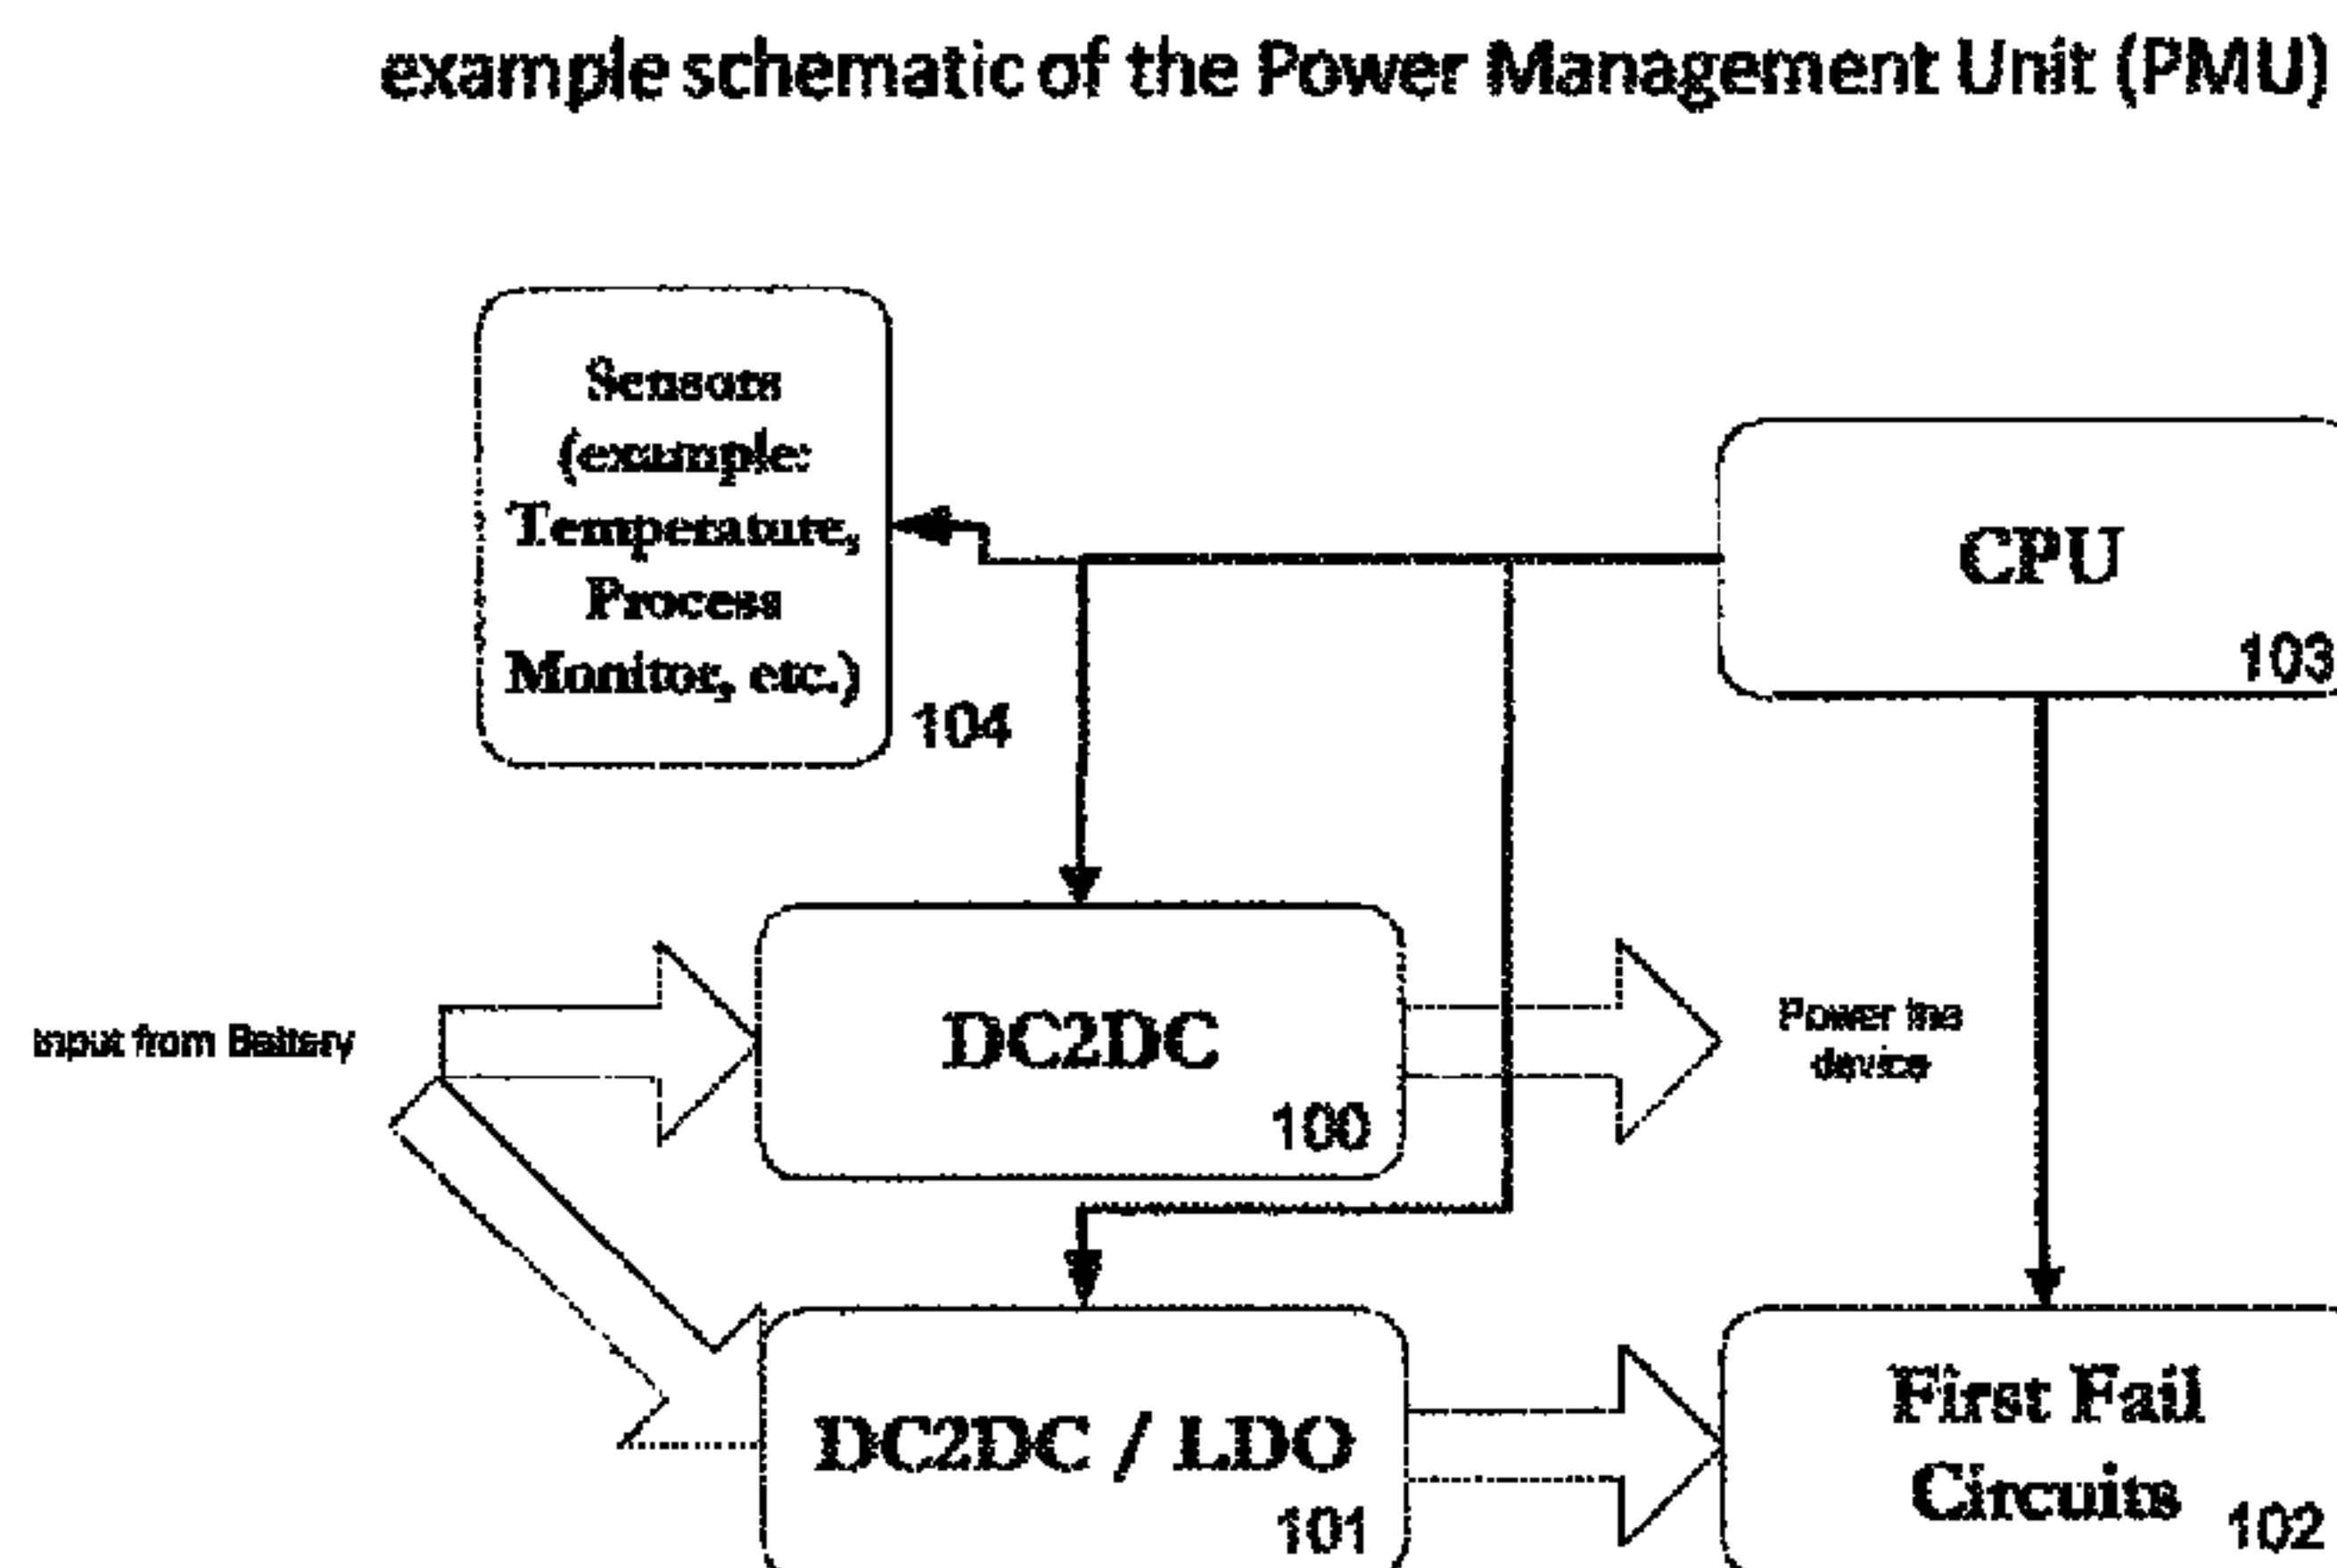 example schematic of the Power Management Unit (PMU)
Sensors
(example:
Temperature,
Process
Monitor, etc.)
104
CPU
103
Input from Battery
DC2DC
100
Power the
device
DC2DC / LDO
101
First Fail
Circuits
102